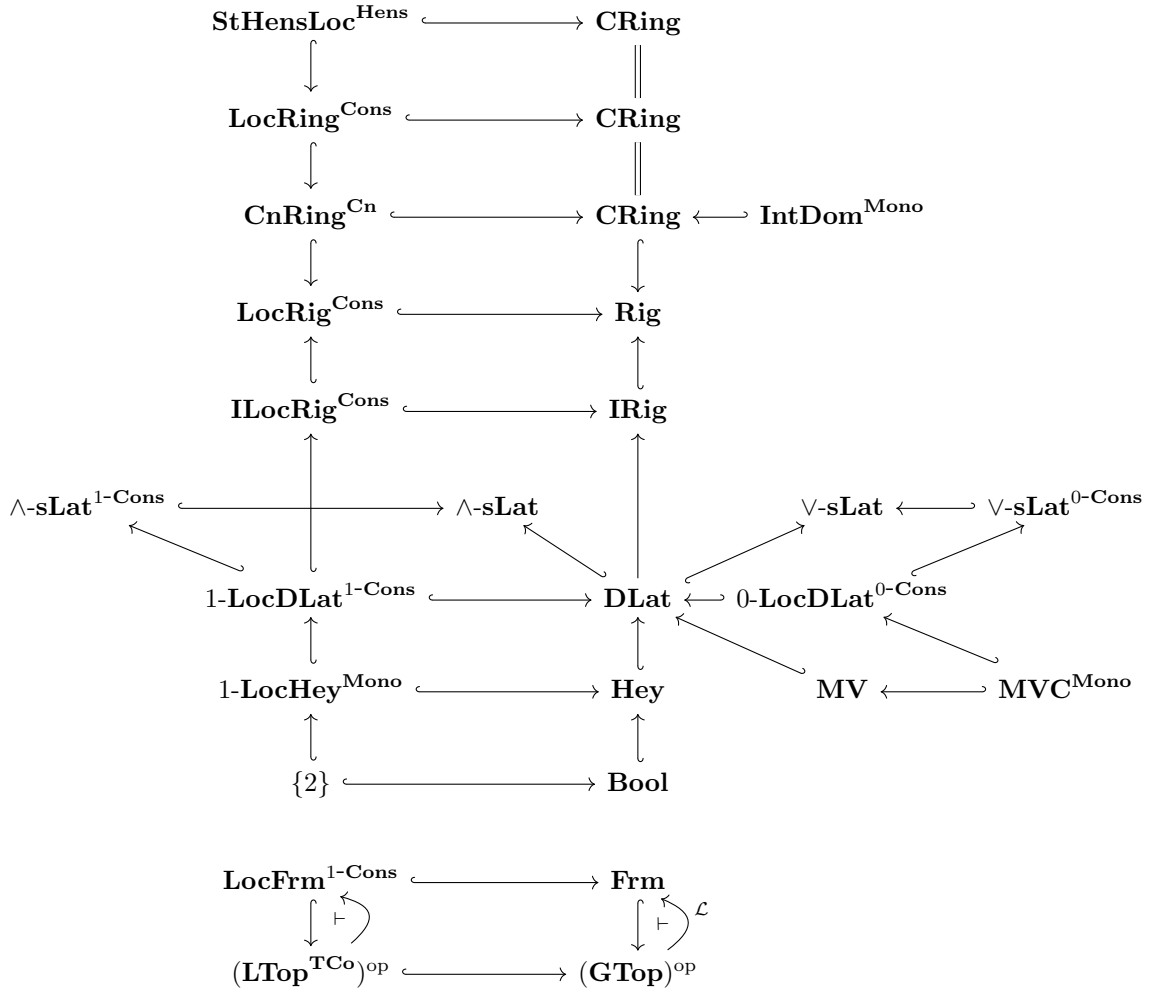 StHensLoc^Hens CRing
LocRing^Cons CRing
CnRing^Cn CRing IntDom^Mono
LocRig^Cons Rig
ILocRig^Cons IRig
∧-sLat^1-Cons ∧-sLat ∨-sLat ∨-sLat^0-Cons
1-LocDLat^1-Cons DLat 0-LocDLat^0-Cons
1-LocHey^Mono Hey MV MVC^Mono
{2} Bool
LocFrm^1-Cons Frm
⊢ ⊢ ℒ
(LTop^TCo)^op (GTop)^op